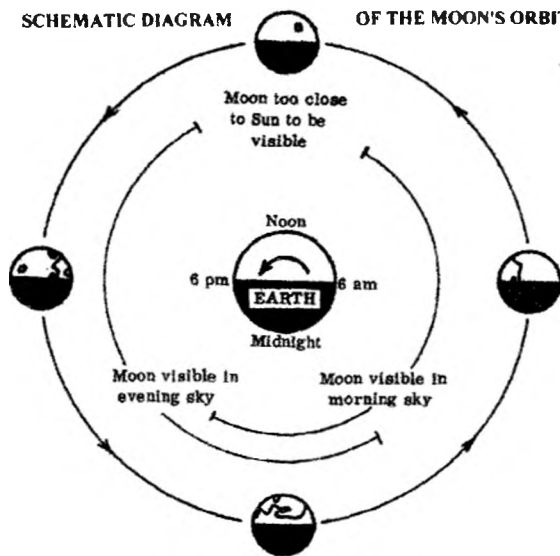 SCHEMATIC DIAGRAM OF THE MOON'S ORBIT
Moon too close
to Sun to be
visible
Noon
6 pm
6 am
EARTH
Midnight
Moon visible in
evening sky
Moon visible in
morning sky